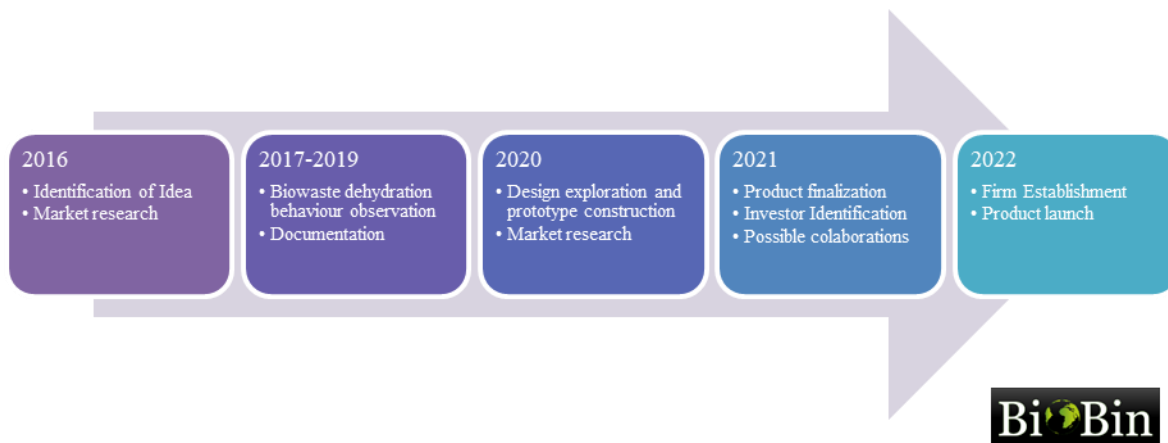 2016
• Identification of Idea
• Market research
2017-2019
• Biowaste dehydration
behaviour observation
• Documentation
2020
• Design exploration and
prototype construction
• Market research
2021
• Product finalization
• Investor Identification
• Possible colaborations
2022
• Firm Establishment
• Product launch
BioBin